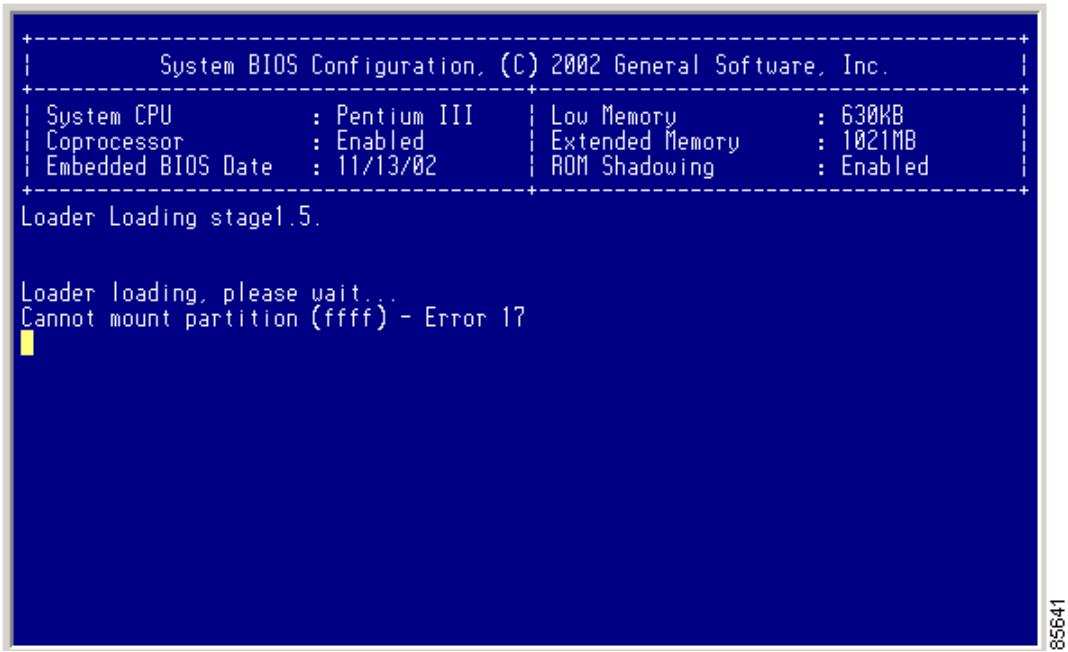 +--------------------------------------------------------------------------------+
| System BIOS Configuration, (C) 2002 General Software, Inc. |
+---------------------------------------+----------------------------------------+
| System CPU : Pentium III | Low Memory : 630KB |
| Coprocessor : Enabled | Extended Memory : 1021MB |
| Embedded BIOS Date : 11/13/02 | ROM Shadowing : Enabled |
+---------------------------------------+----------------------------------------+
Loader Loading stage1.5.
Loader loading, please wait...
Cannot mount partition (ffff) - Error 17
85641